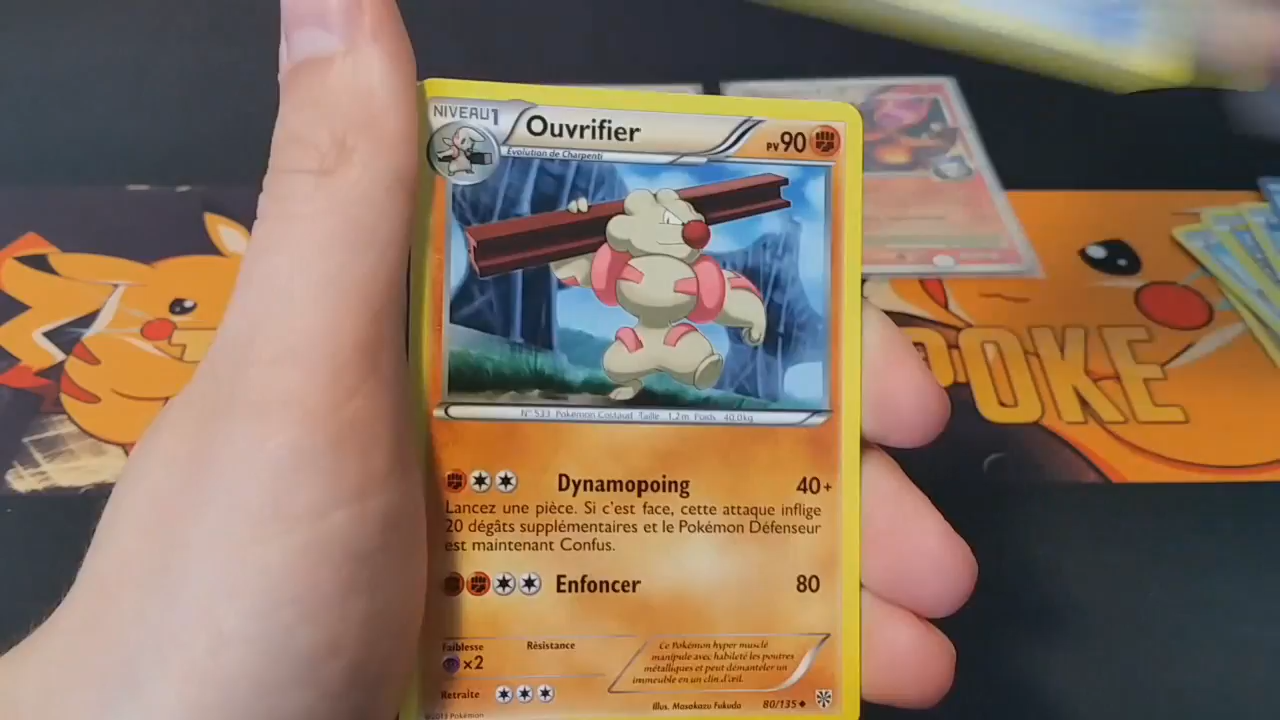 NIVEAU 1
Ouvrifier
PV 90
Évolution de Charpenti
N° 533 Pokémon Costaud Taille : 1,2 m Poids : 40,0 kg
Dynamopoing 40+
Lancez une pièce. Si c'est face, cette attaque inflige
20 dégâts supplémentaires et le Pokémon Défenseur
est maintenant Confus.
Enfoncer 80
Faiblesse
×2
Résistance
Retraite
Ce Pokémon hyper musclé
manipule avec habileté les poutres
métalliques et peut démanteler un
immeuble en un clin d'œil.
Illus. Masakazu Fukuda
80/135
©2013 Pokémon
POKE